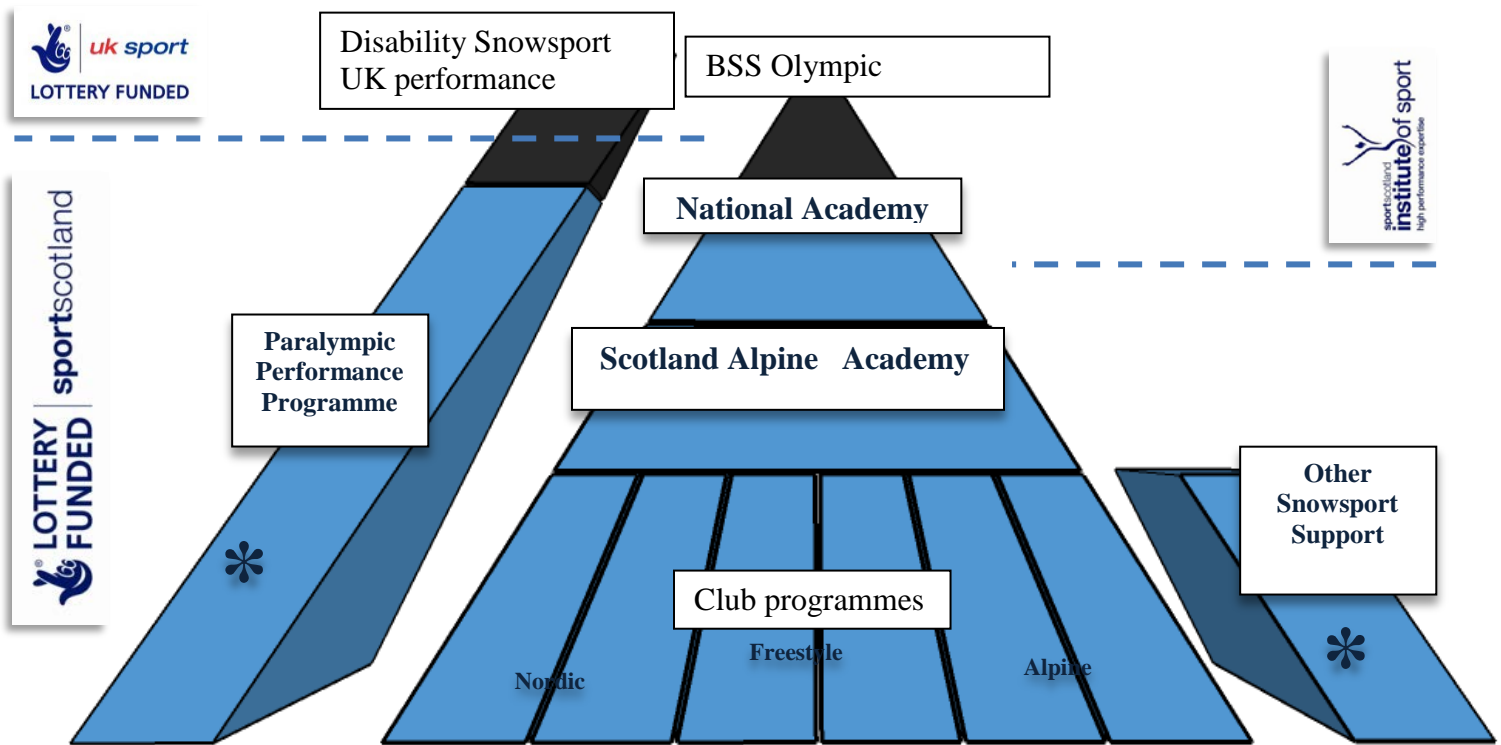 uk sport
LOTTERY FUNDED
Disability Snowsport
UK performance
BSS Olympic
sportscotland
institute of sport
high performance expertise
National Academy
LOTTERY
FUNDED
sportscotland
Paralympic
Performance
Programme
Scotland Alpine Academy
Other
Snowsport
Support
*
Club programmes
Freestyle
Nordic
Alpine
*